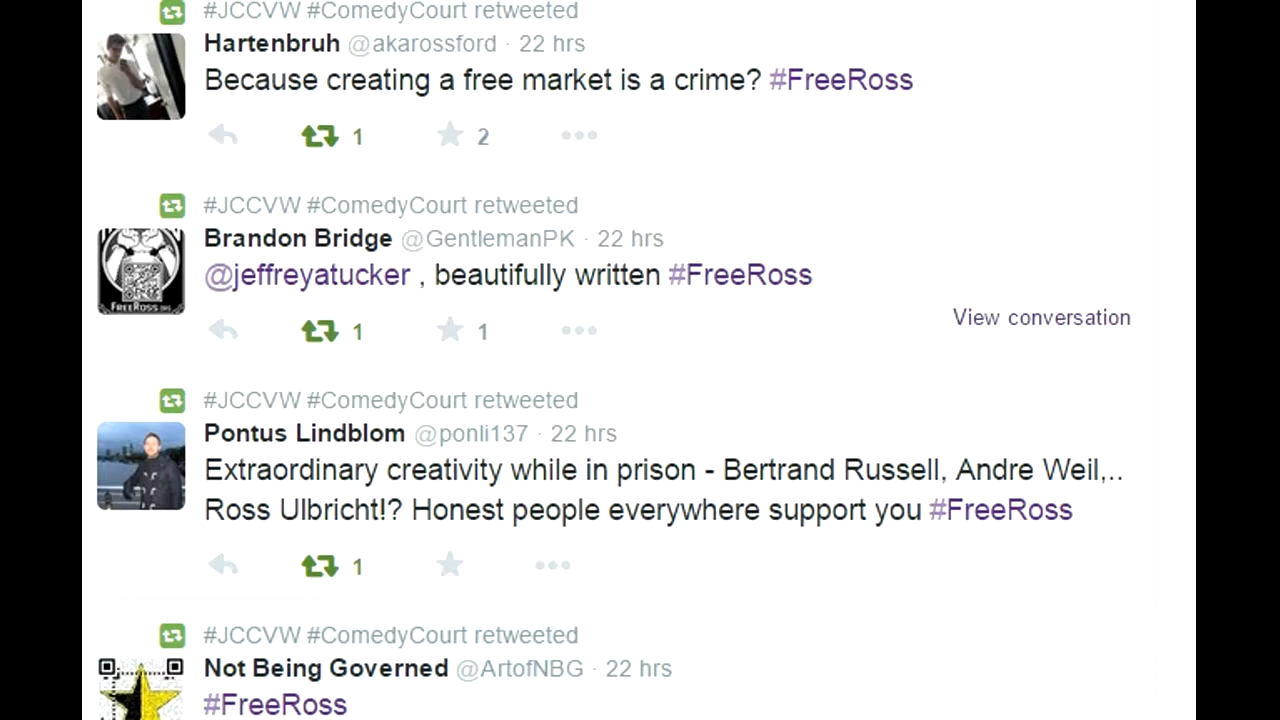 #JCCVW #ComedyCourt retweeted
Hartenbruh @akarossford · 22 hrs
Because creating a free market is a crime? #FreeRoss
1 2
#JCCVW #ComedyCourt retweeted
Brandon Bridge @GentlemanPK · 22 hrs
@jeffreyatucker , beautifully written #FreeRoss
FREEROSS.ORG
View conversation
1 1
#JCCVW #ComedyCourt retweeted
Pontus Lindblom @ponli137 · 22 hrs
Extraordinary creativity while in prison - Bertrand Russell, Andre Weil,..
Ross Ulbricht!? Honest people everywhere support you #FreeRoss
1
#JCCVW #ComedyCourt retweeted
Not Being Governed @ArtofNBG · 22 hrs
#FreeRoss